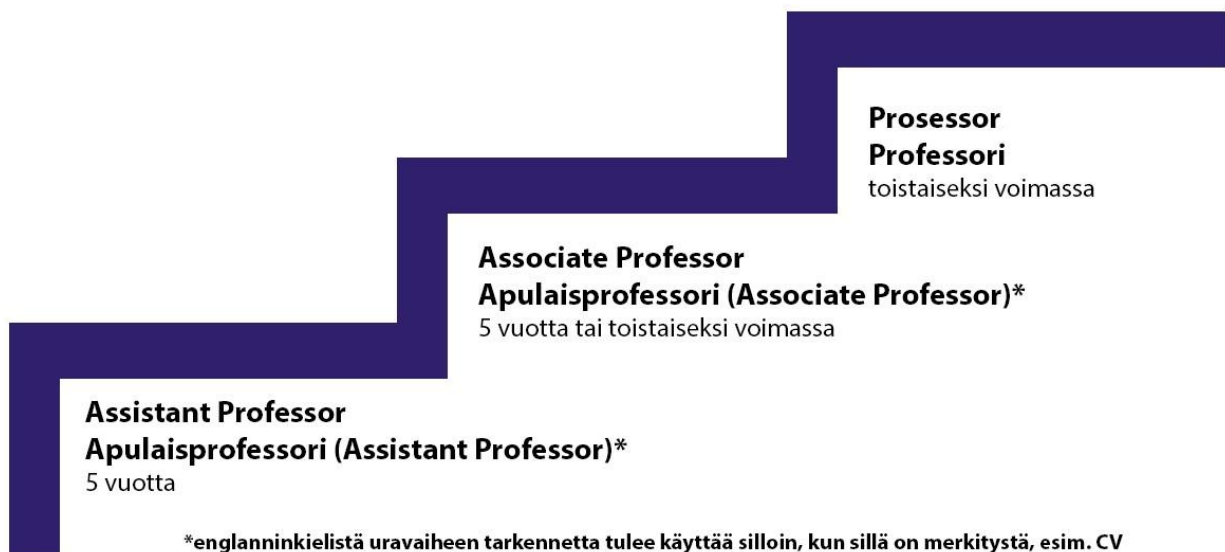 Prosessor
Professori
toistaiseksi voimassa
Associate Professor
Apulaisprofessori (Associate Professor)*
5 vuotta tai toistaiseksi voimassa
Assistant Professor
Apulaisprofessori (Assistant Professor)*
5 vuotta
*englanninkielistä uravaiheen tarkennetta tulee käyttää silloin, kun sillä on merkitystä, esim. CV